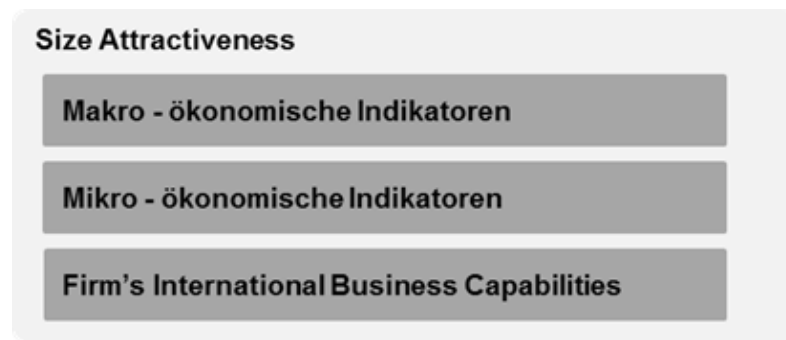 Size Attractiveness
Makro - ökonomische Indikatoren
Mikro - ökonomische Indikatoren
Firm’s International Business Capabilities